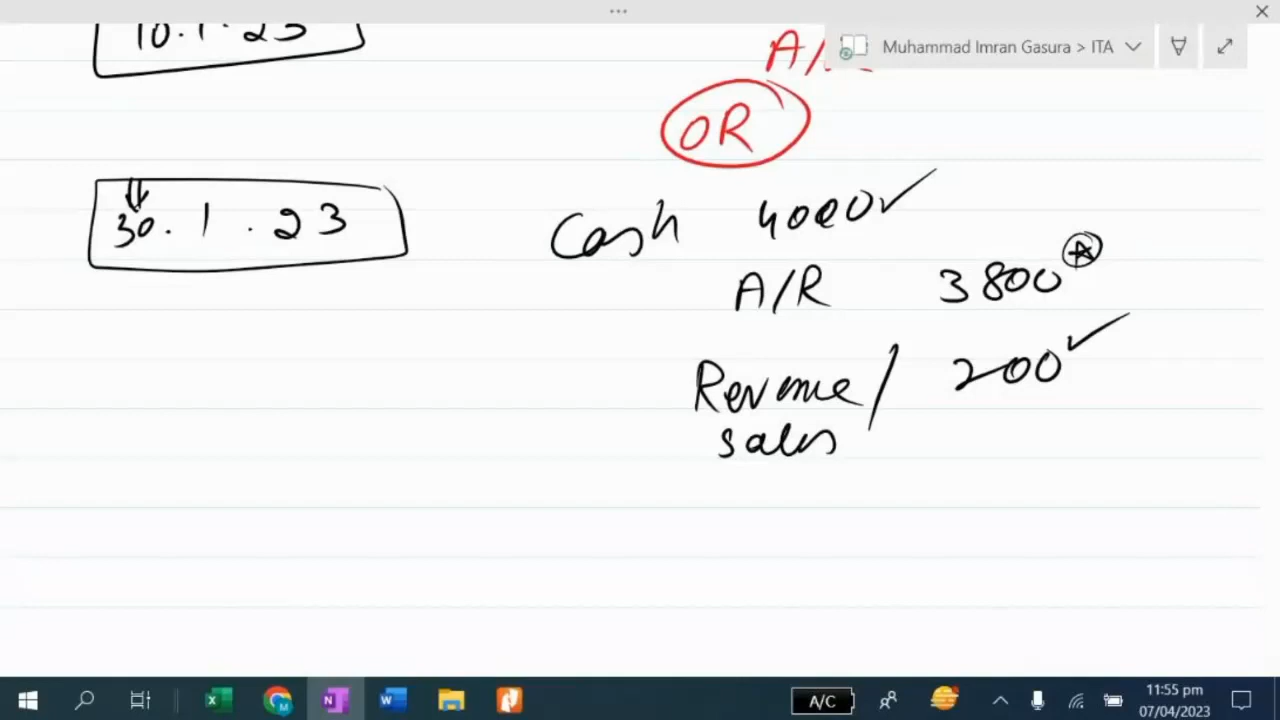 10.1.23
A/R
Muhammad Imran Gasura > ITA
OR
30.1.23
Cash 4000
A/R 3800
Revenue / 200
sales
A/C
11:55 pm
07/04/2023